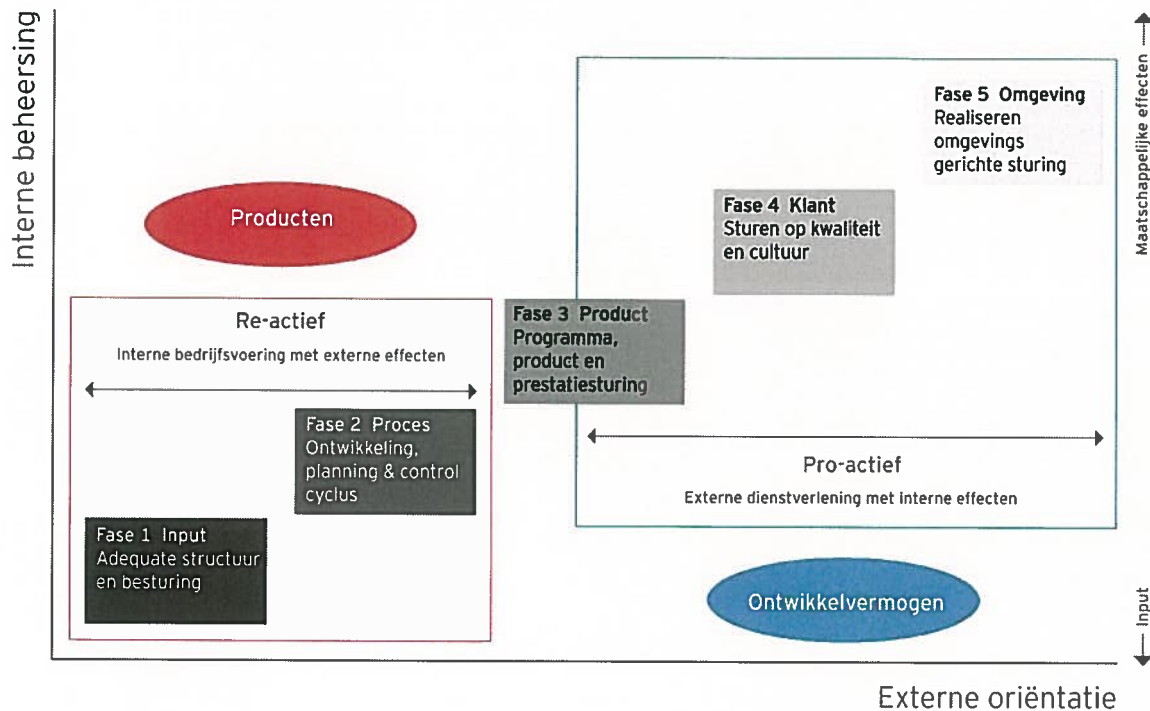 Interne beheersing
Producten
Re-actief
Interne bedrijfsvoering met externe effecten
Fase 1 Input
Adequate structuur
en besturing
Fase 2 Proces
Ontwikkeling,
planning & control
cyclus
Fase 3 Product
Programma,
product en
prestatiesturing
Fase 4 Klant
Sturen op kwaliteit
en cultuur
Fase 5 Omgeving
Realiseren
omgevings
gerichte sturing
Pro-actief
Externe dienstverlening met interne effecten
Ontwikkelvermogen
Maatschappelijke effecten
Input
Externe oriëntatie